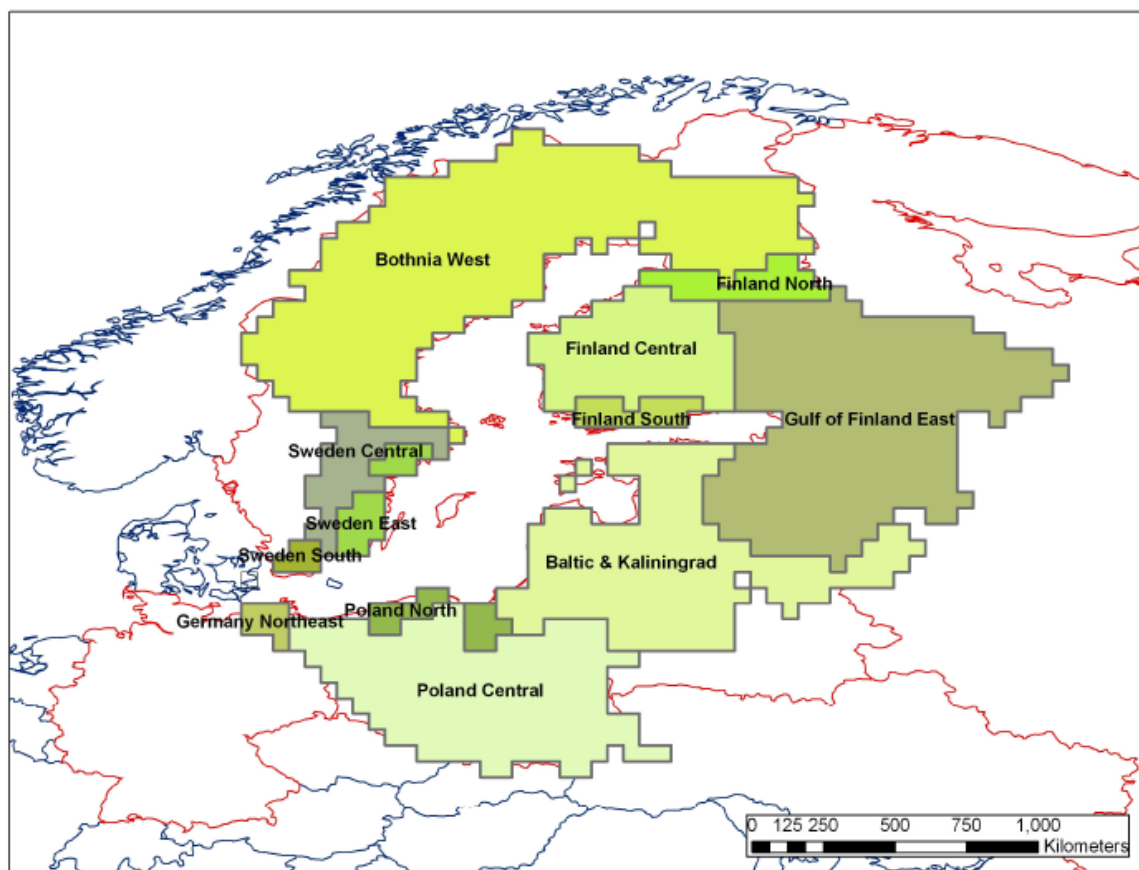 Bothnia West
Finland North
Finland Central
Finland South
Gulf of Finland East
Sweden Central
Sweden East
Sweden South
Baltic & Kaliningrad
Poland North
Germany Northeast
Poland Central
0 125 250 500 750 1,000
Kilometers